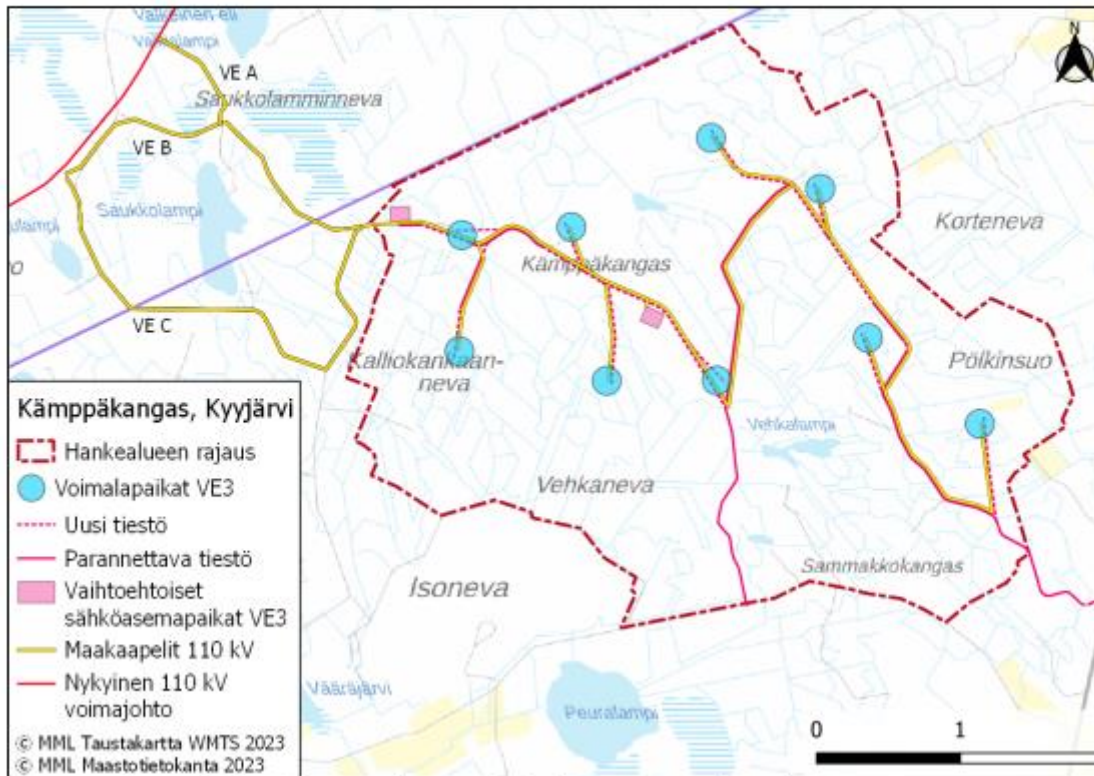 Valkeinen eli
Valkealampi
N
VE A
Saukkolamminneva
VE B
Saukkolampi
Korteneva
Kämppäkangas
VE C
Kalliokankaan-
neva
Pölkinsuo
Kämppäkangas, Kyyjärvi
Hankealueen rajaus
Voimalapaikat VE3
Uusi tiestö
Parannettava tiestö
Vaihtoehtoiset
sähköasemapaikat VE3
Maakaapelit 110 kV
Nykyinen 110 kV
voimajohto
© MML Taustakartta WMTS 2023
© MML Maastotietokanta 2023
Vehkalampi
Vehkaneva
Sammakkokangas
Isoneva
Vääräjärvi
Peuralampi
0 1